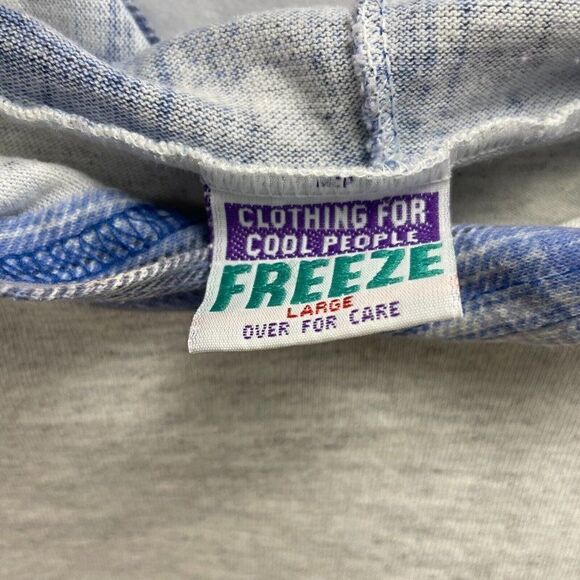 CLOTHING FOR
COOL PEOPLE
FREEZE
LARGE
OVER FOR CARE